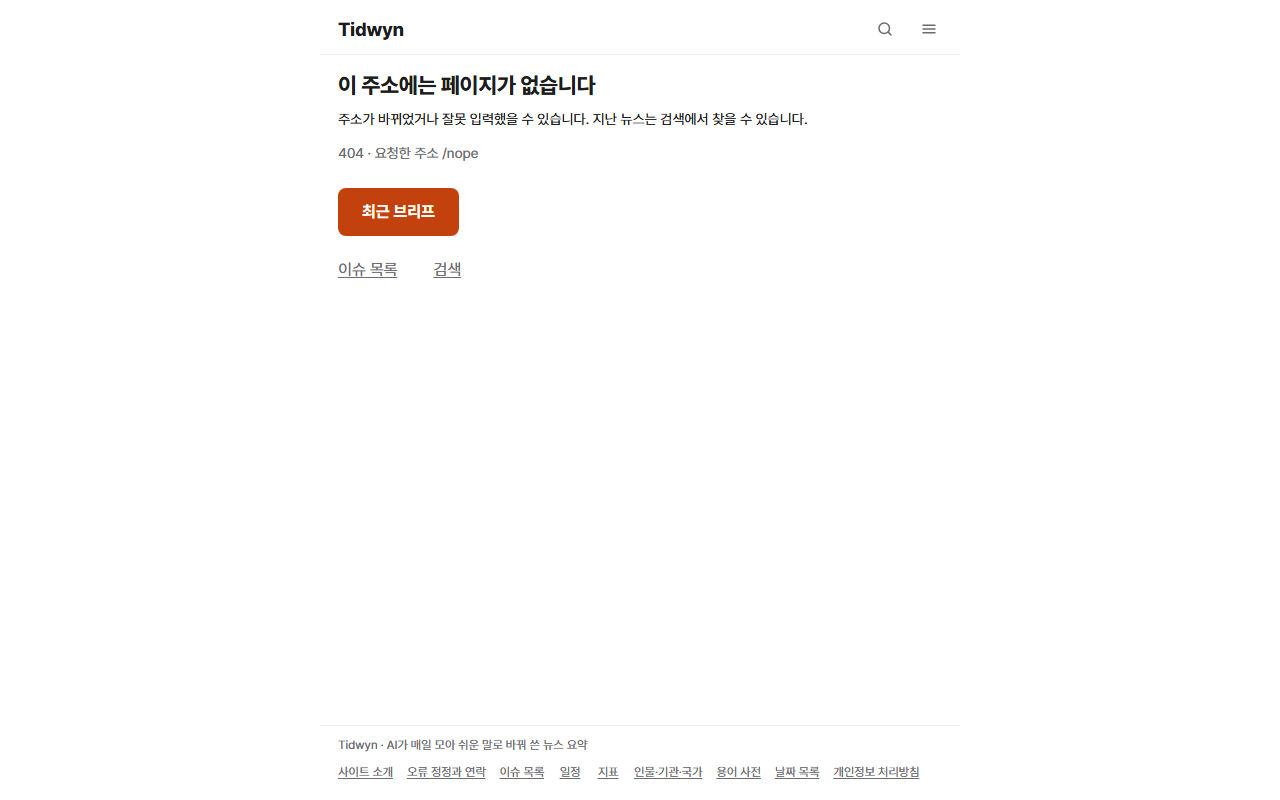 Tidwyn
이 주소에는 페이지가 없습니다
주소가 바뀌었거나 잘못 입력했을 수 있습니다. 지난 뉴스는 검색에서 찾을 수 있습니다.
404 · 요청한 주소 /nope
최근 브리프
이슈 목록 검색
Tidwyn · AI가 매일 모아 쉬운 말로 바꿔 쓴 뉴스 요약
사이트 소개 오류 정정과 연락 이슈 목록 일정 지표 인물·기관·국가 용어 사전 날짜 목록 개인정보 처리방침